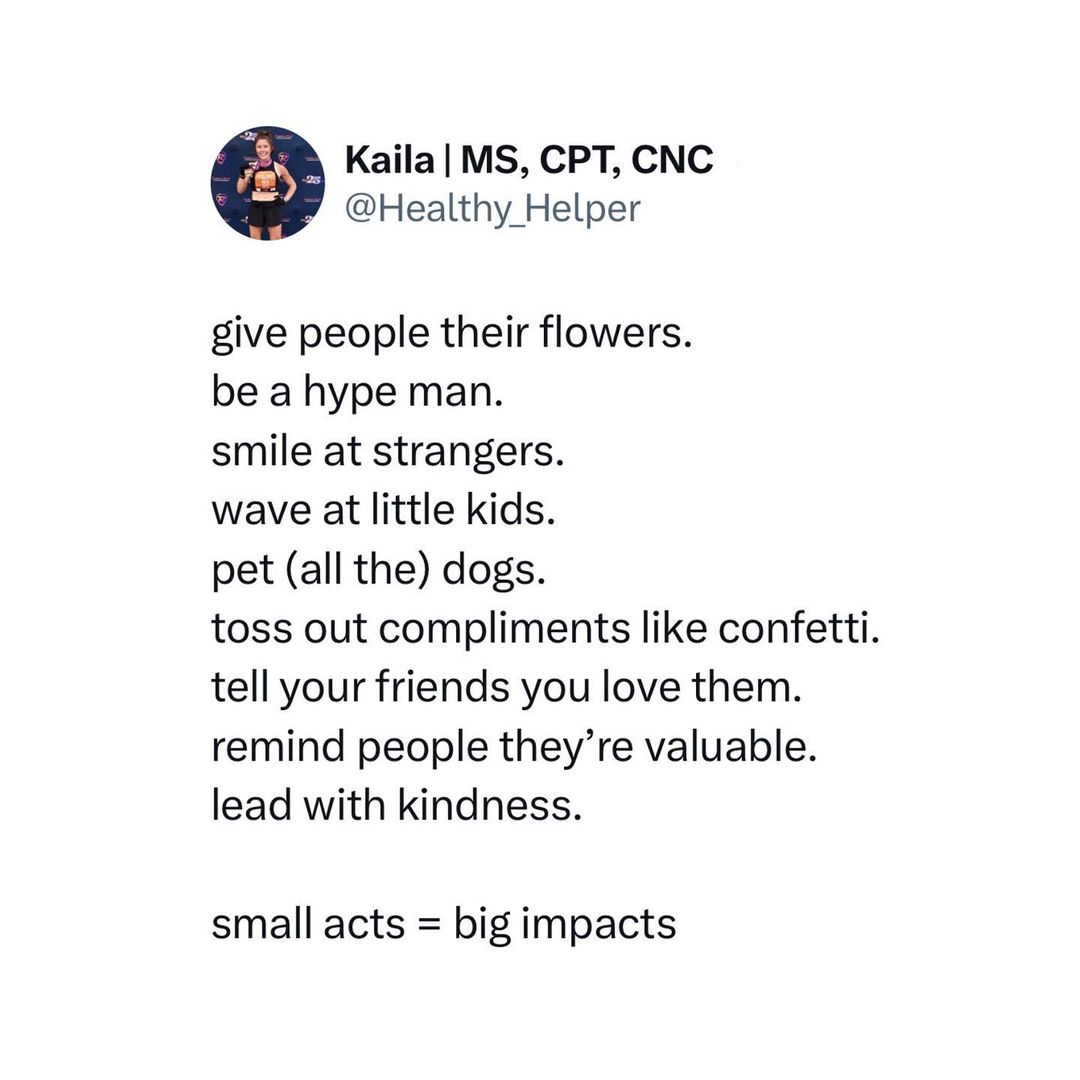 Kaila | MS, CPT, CNC
@Healthy_Helper
give people their flowers.
be a hype man.
smile at strangers.
wave at little kids.
pet (all the) dogs.
toss out compliments like confetti.
tell your friends you love them.
remind people they’re valuable.
lead with kindness.
small acts = big impacts